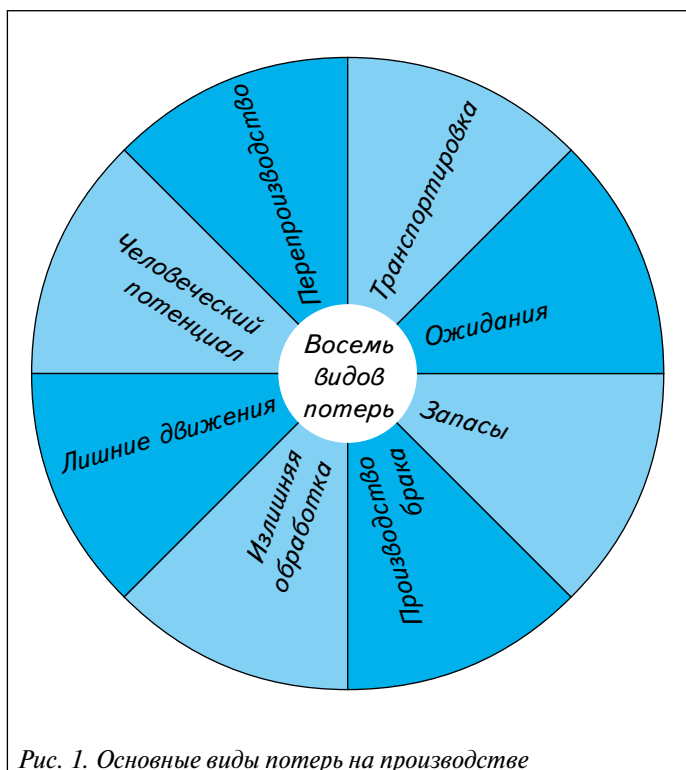 Восемь
видов
потерь
Транспортировка
Ожидания
Запасы
Производство
брака
Излишняя
обработка
Лишние движения
Человеческий
потенциал
Перепроизводство
Рис. 1. Основные виды потерь на производстве